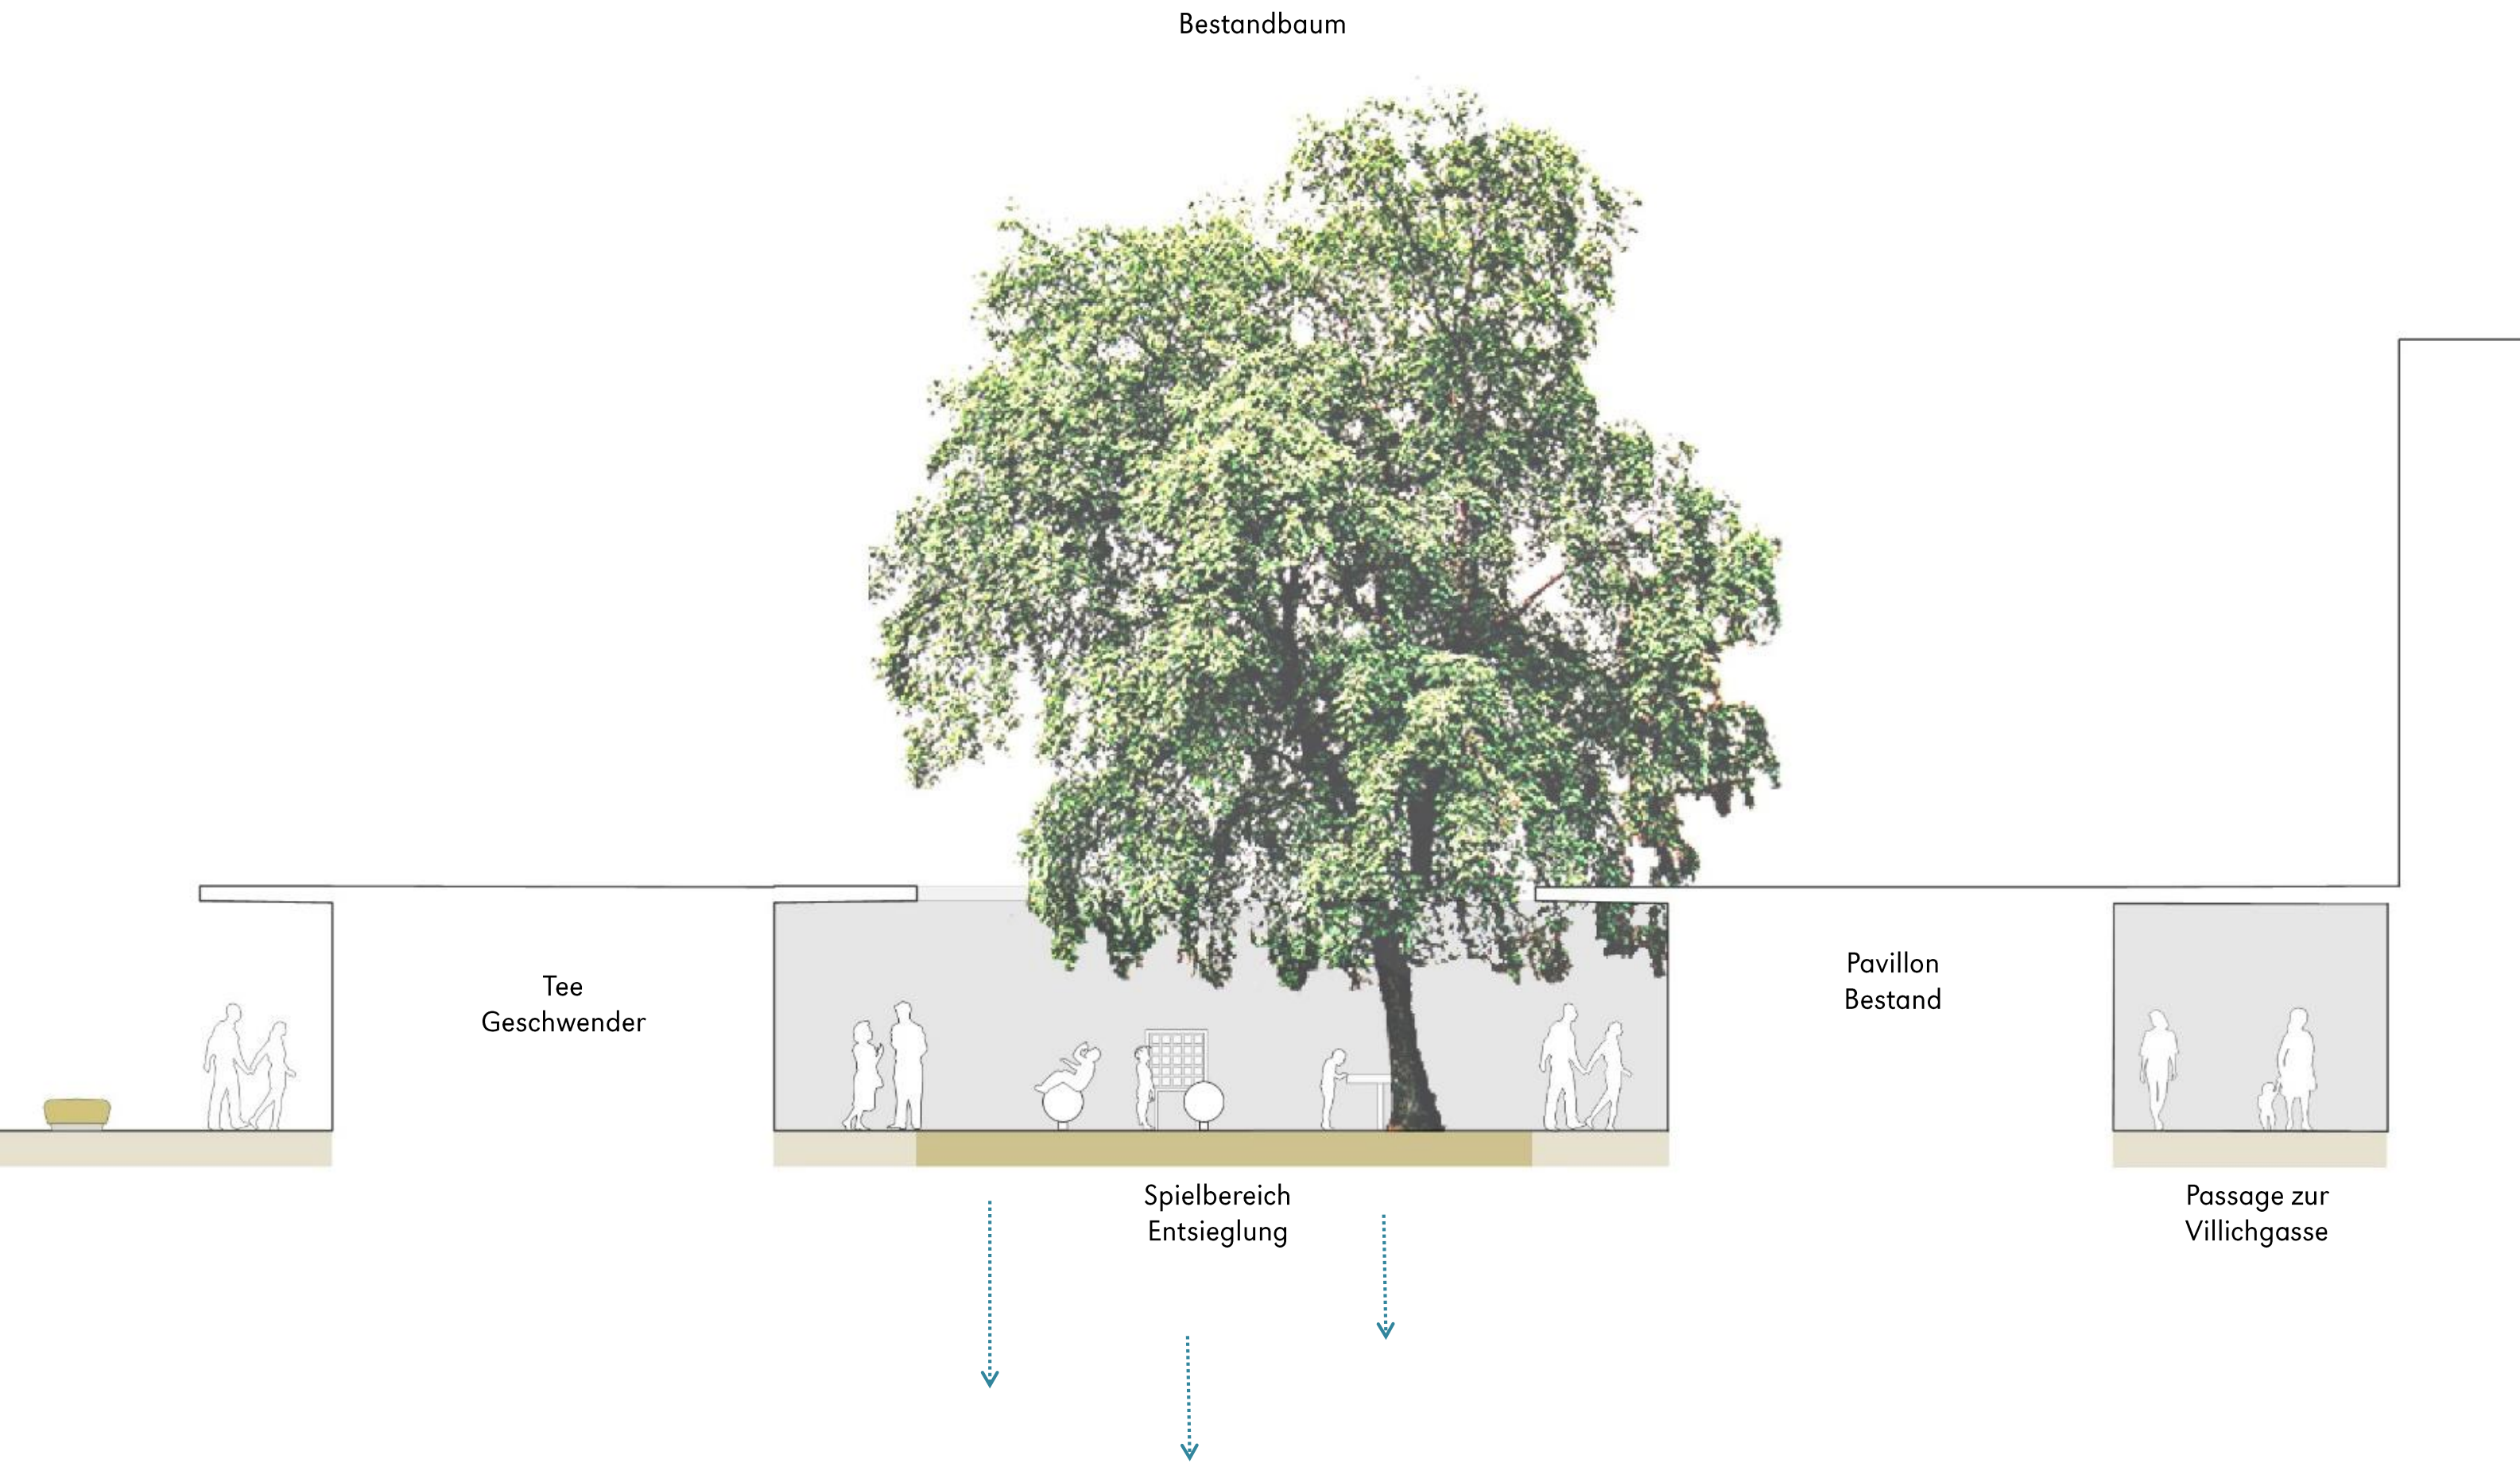 Bestandbaum
Tee
Geschwender
Pavillon
Bestand
Spielbereich
Entsieglung
Passage zur
Villichgasse